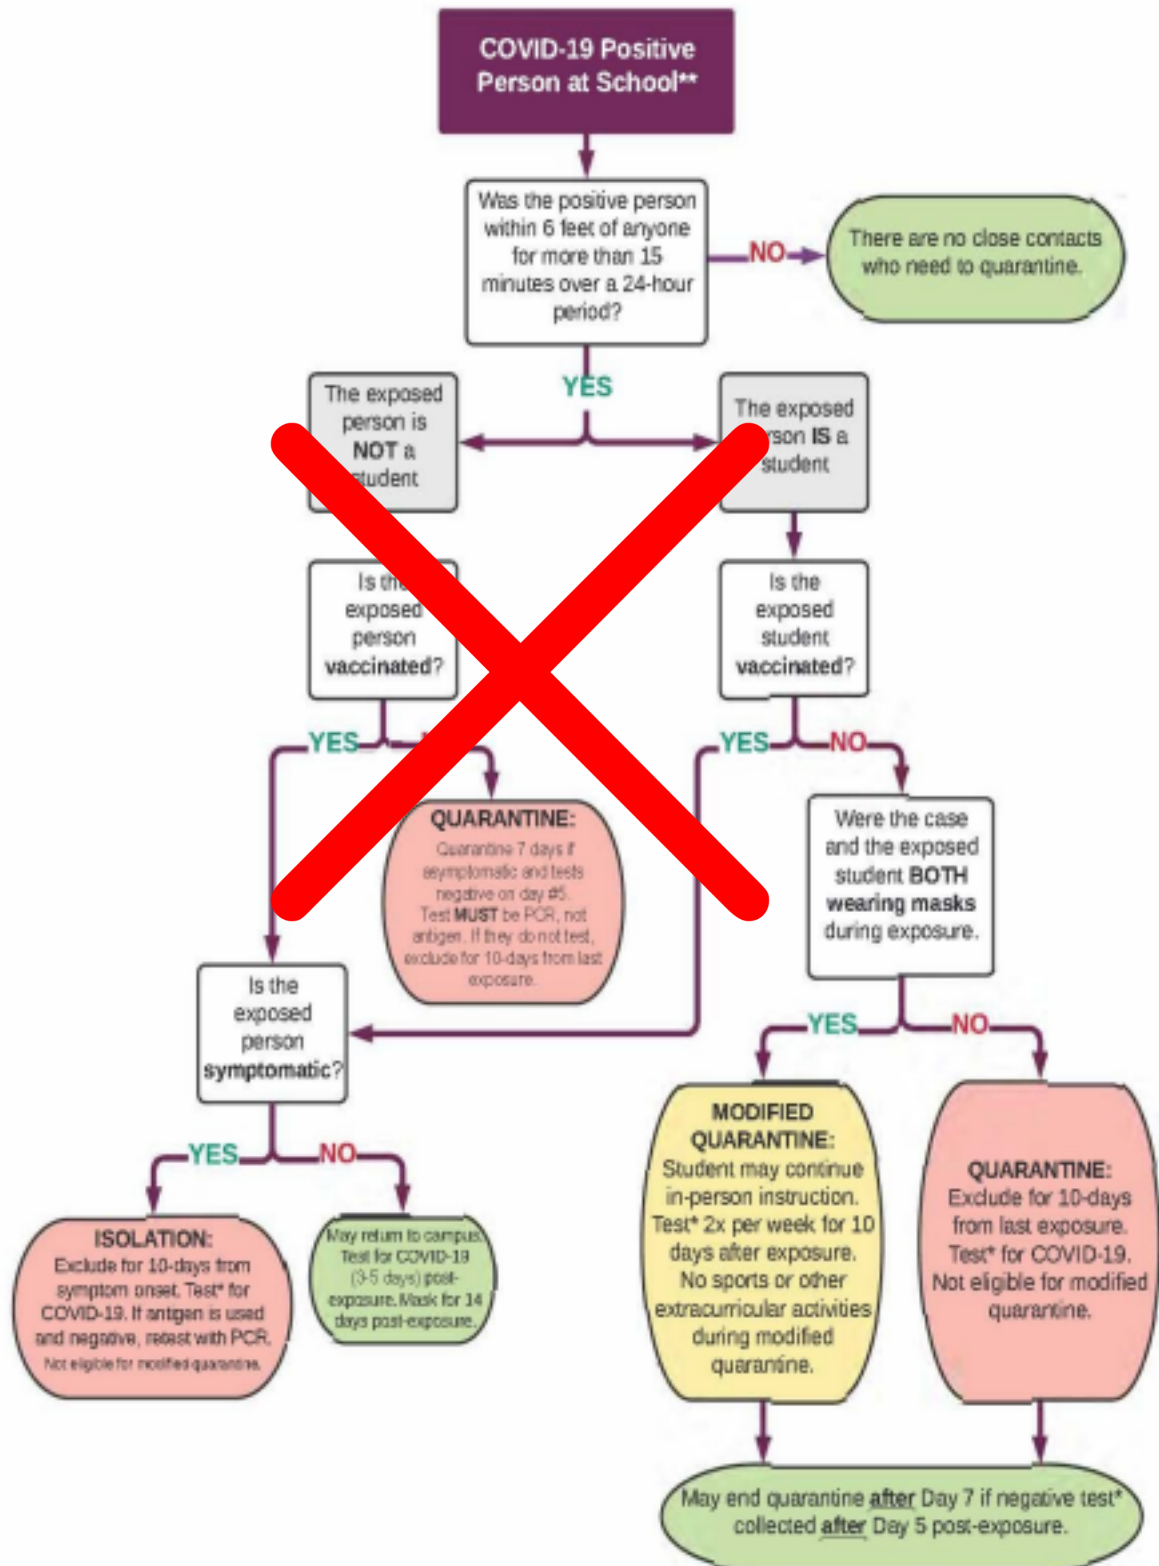 COVID-19 Positive
Person at School**
Was the positive person
within 6 feet of anyone
for more than 15
minutes over a 24-hour
period?
NO
There are no close contacts
who need to quarantine.
YES
The exposed
person is
NOT a
student
The exposed
person IS a
student
Is the
exposed
person
vaccinated?
Is the
exposed
student
vaccinated?
YES
YES
NO
QUARANTINE:
Quarantine 7 days if
asymptomatic and tests
negative on day #5.
Test MUST be PCR, not
antigen. If they do not test,
exclude for 10-days from last
exposure.
Were the case
and the exposed
student BOTH
wearing masks
during exposure.
Is the
exposed
person
symptomatic?
YES
NO
YES
NO
ISOLATION:
Exclude for 10-days from
symptom onset. Test* for
COVID-19. If antigen is used
and negative, retest with PCR.
Not eligible for modified quarantine.
May return to campus.
Test for COVID-19
(3-5 days) post-
exposure. Mask for 14
days post-exposure.
MODIFIED
QUARANTINE:
Student may continue
in-person instruction.
Test* 2x per week for 10
days after exposure.
No sports or other
extracurricular activities
during modified
quarantine.
QUARANTINE:
Exclude for 10-days
from last exposure.
Test* for COVID-19.
Not eligible for modified
quarantine.
May end quarantine after Day 7 if negative test*
collected after Day 5 post-exposure.